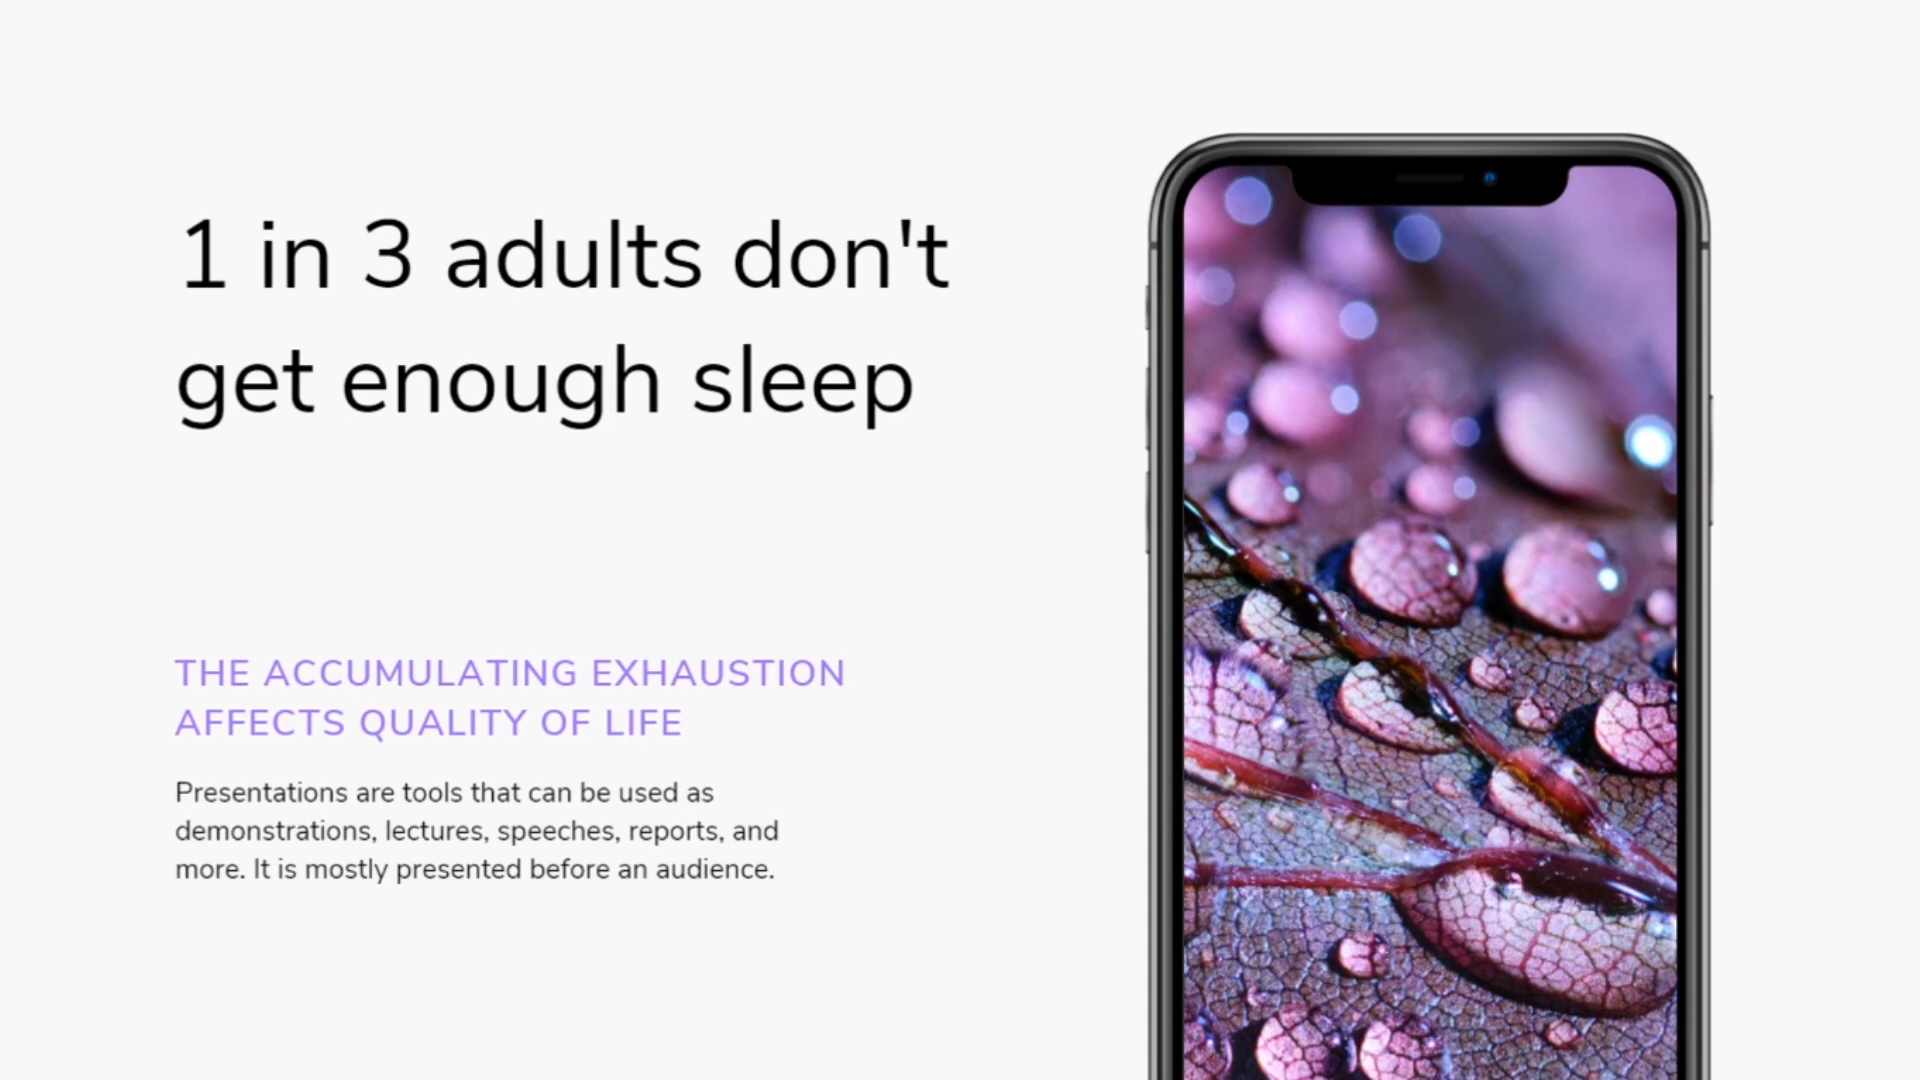 1 in 3 adults don't
get enough sleep
THE ACCUMULATING EXHAUSTION
AFFECTS QUALITY OF LIFE
Presentations are tools that can be used as
demonstrations, lectures, speeches, reports, and
more. It is mostly presented before an audience.